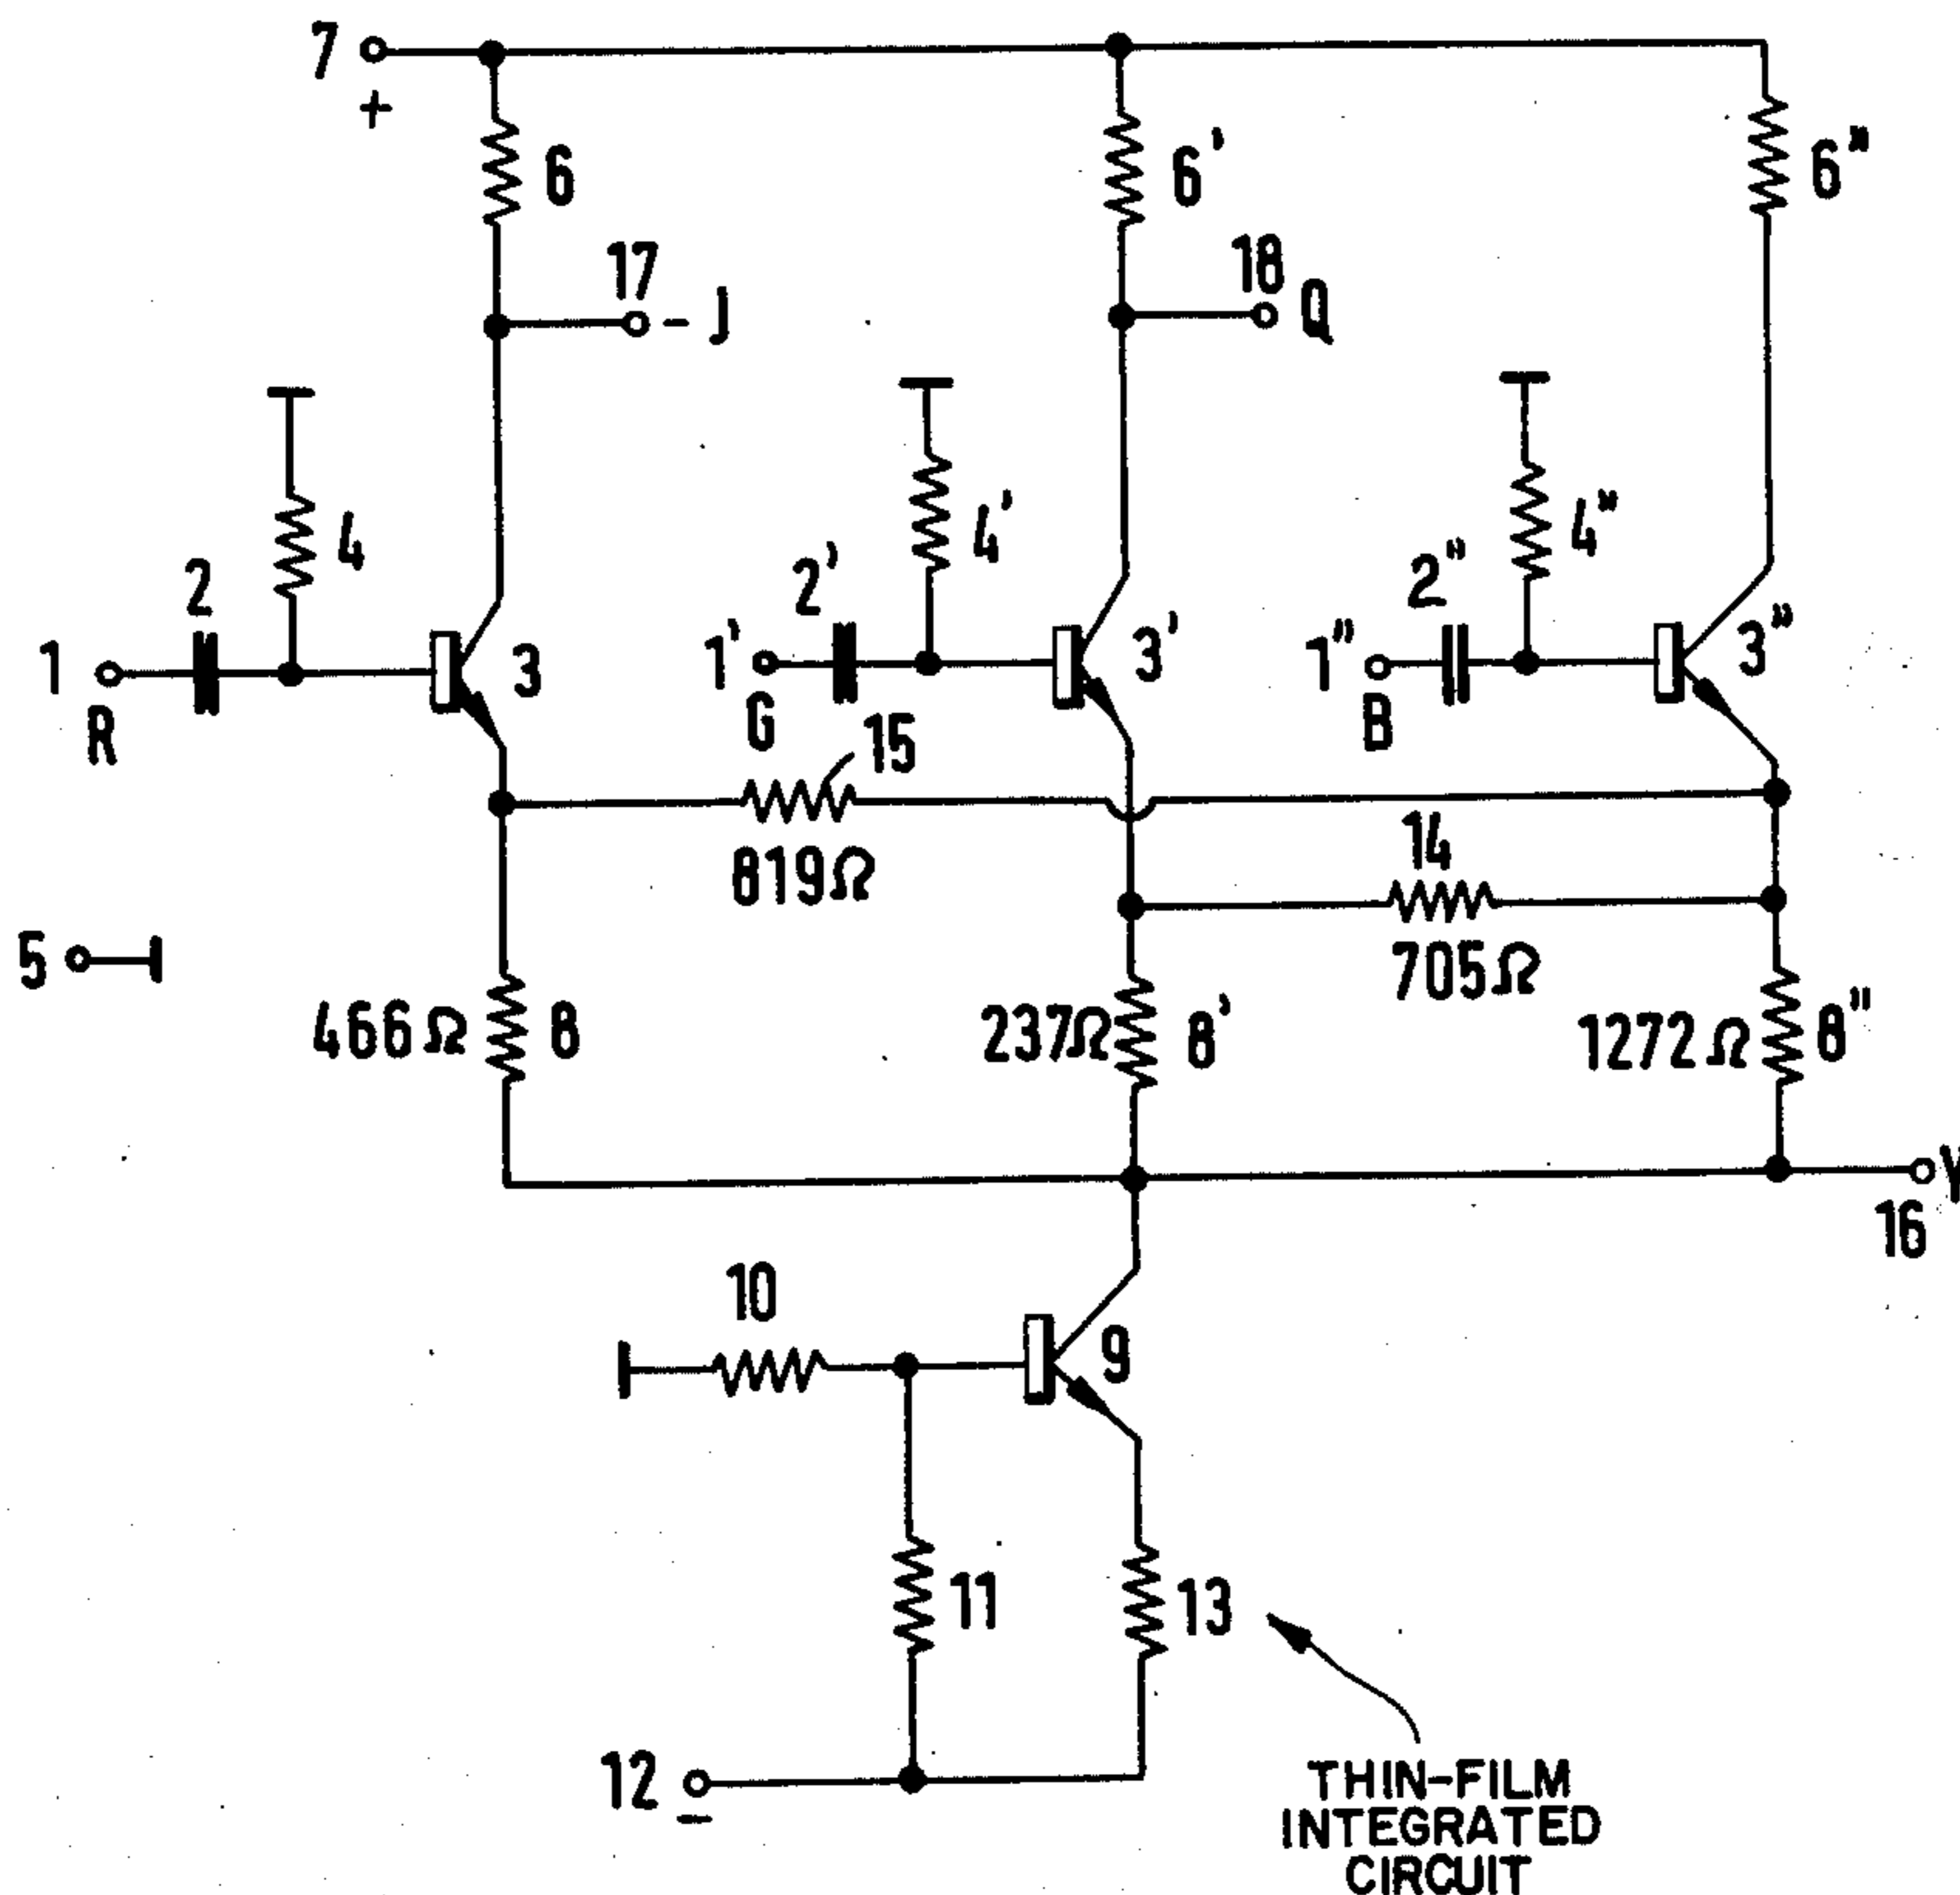 7
+
6
6'
6"
17
- J
18
Q
4
4'
4"
2
2'
2"
1
R
3
1'
G
3'
1"
B
3"
15
819Ω
14
705Ω
5
466Ω
8
237Ω
8'
1272Ω
8"
Y
16
10
9
11
13
12
-
THIN-FILM
INTEGRATED
CIRCUIT